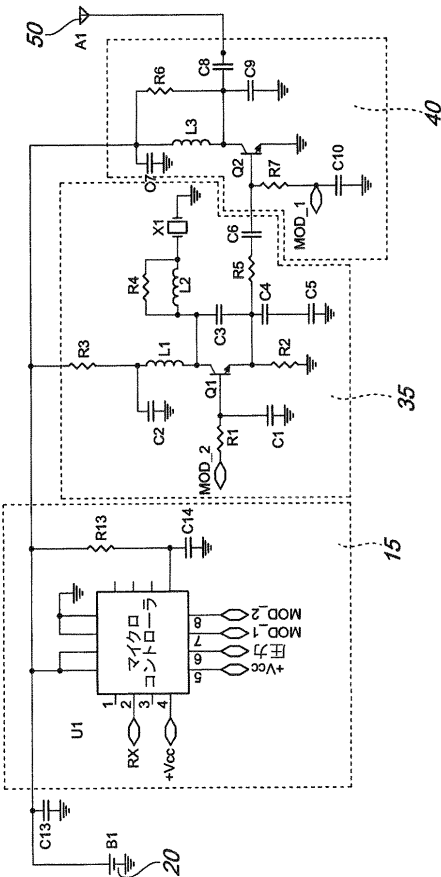 50
A1
C8
R6
C9
L3
C7
Q2
R7
C10
MOD_1
40
X1
R4
L2
C6
R5
C3
C4
C5
R3
L1
C2
Q1
R2
R1
C1
MOD_2
35
R13
C14
マイクロ
コントローラ
U1
1
2
3
4
5
6
7
8
RX
+Vcc
+Vcc
圧力
MOD_1
MOD_2
15
C13
B1
20